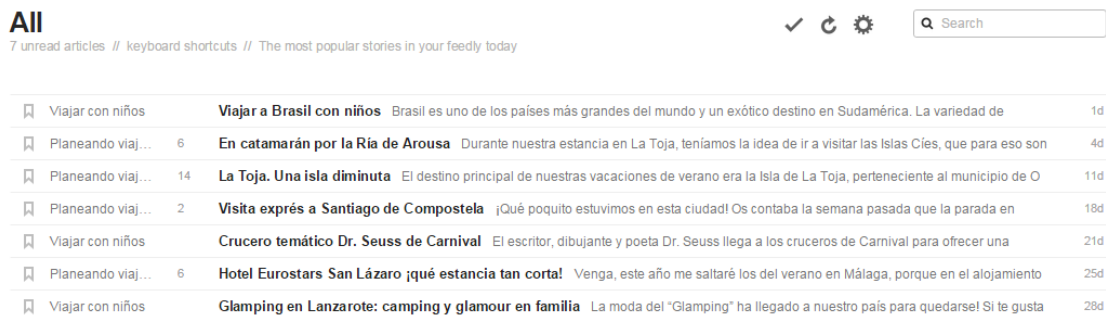 All
7 unread articles // keyboard shortcuts // The most popular stories in your feedly today
Search
Viajar con niños Viajar a Brasil con niños Brasil es uno de los países más grandes del mundo y un exótico destino en Sudamérica. La variedad de 1d
Planeando viaj... 6 En catamarán por la Ría de Arousa Durante nuestra estancia en La Toja, teníamos la idea de ir a visitar las Islas Cíes, que para eso son 4d
Planeando viaj... 14 La Toja. Una isla diminuta El destino principal de nuestras vacaciones de verano era la Isla de La Toja, perteneciente al municipio de O 11d
Planeando viaj... 2 Visita exprés a Santiago de Compostela ¡Qué poquito estuvimos en esta ciudad! Os contaba la semana pasada que la parada en 18d
Viajar con niños Crucero temático Dr. Seuss de Carnival El escritor, dibujante y poeta Dr. Seuss llega a los cruceros de Carnival para ofrecer una 21d
Planeando viaj... 6 Hotel Eurostars San Lázaro ¡qué estancia tan corta! Venga, este año me saltaré los del verano en Málaga, porque en el alojamiento 25d
Viajar con niños Glamping en Lanzarote: camping y glamour en familia La moda del “Glamping” ha llegado a nuestro país para quedarse! Si te gusta 28d